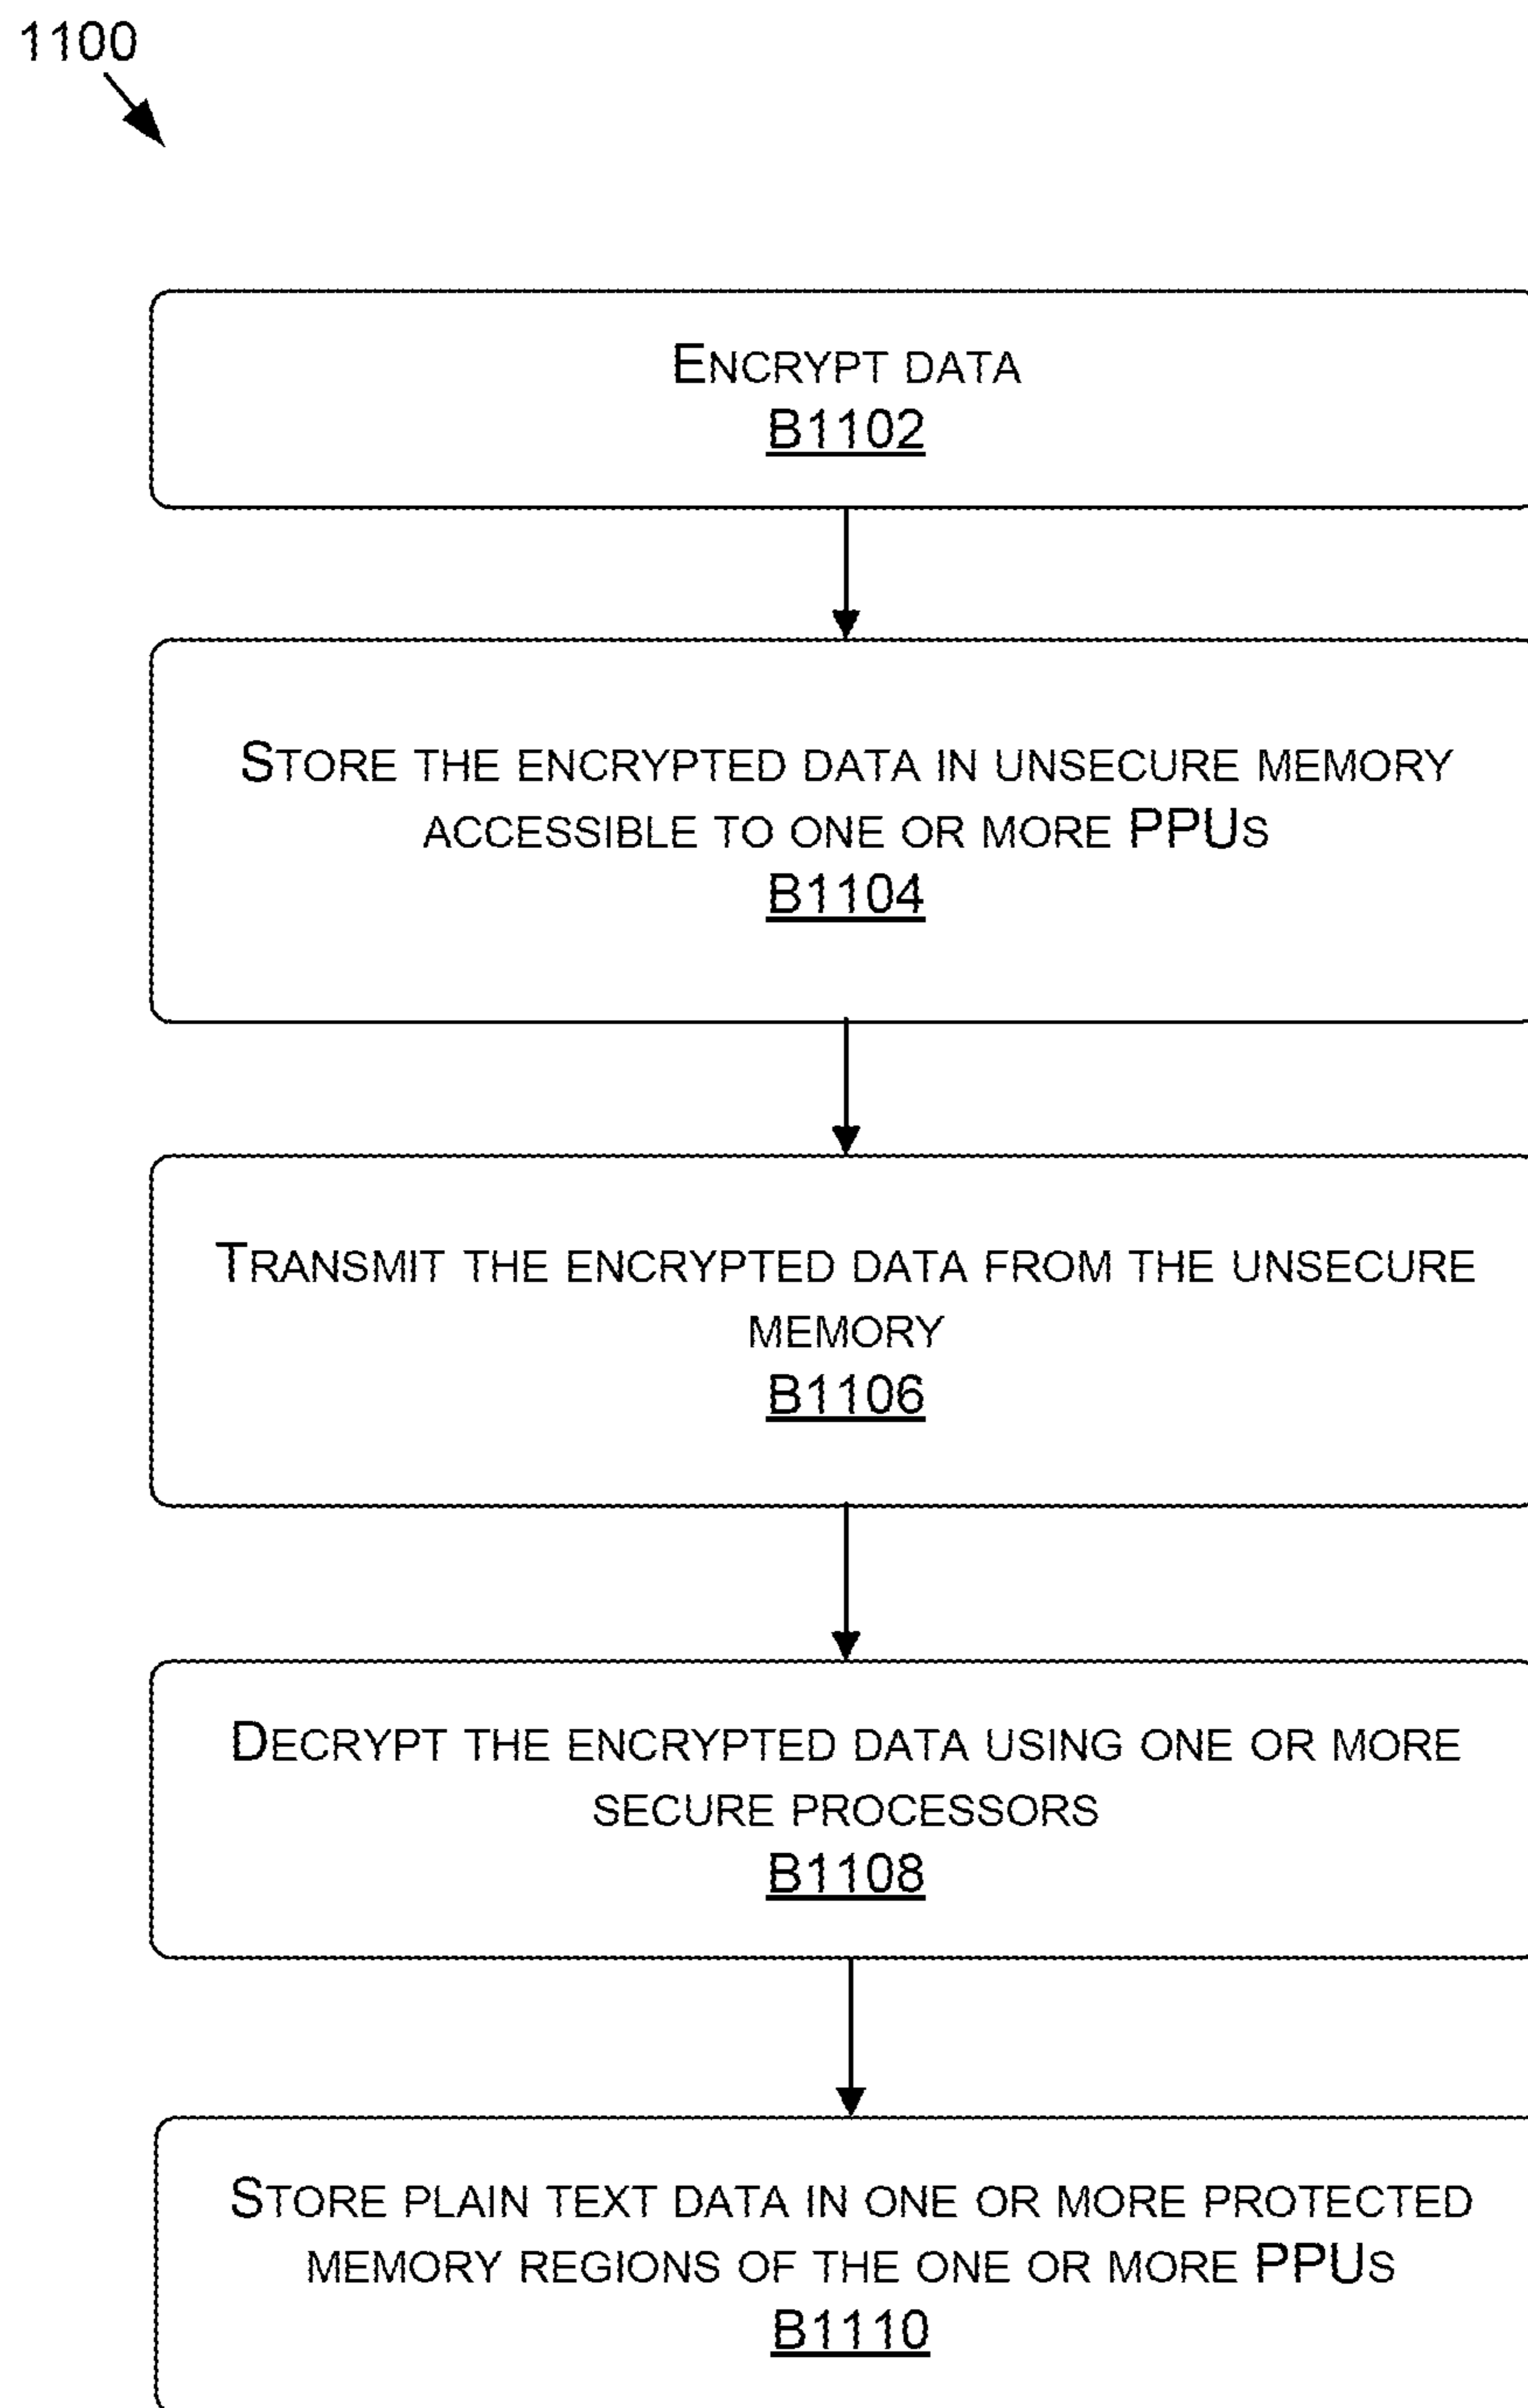 1100
ENCRYPT DATA
B1102
STORE THE ENCRYPTED DATA IN UNSECURE MEMORY
ACCESSIBLE TO ONE OR MORE PPUS
B1104
TRANSMIT THE ENCRYPTED DATA FROM THE UNSECURE
MEMORY
B1106
DECRYPT THE ENCRYPTED DATA USING ONE OR MORE
SECURE PROCESSORS
B1108
STORE PLAIN TEXT DATA IN ONE OR MORE PROTECTED
MEMORY REGIONS OF THE ONE OR MORE PPUS
B1110